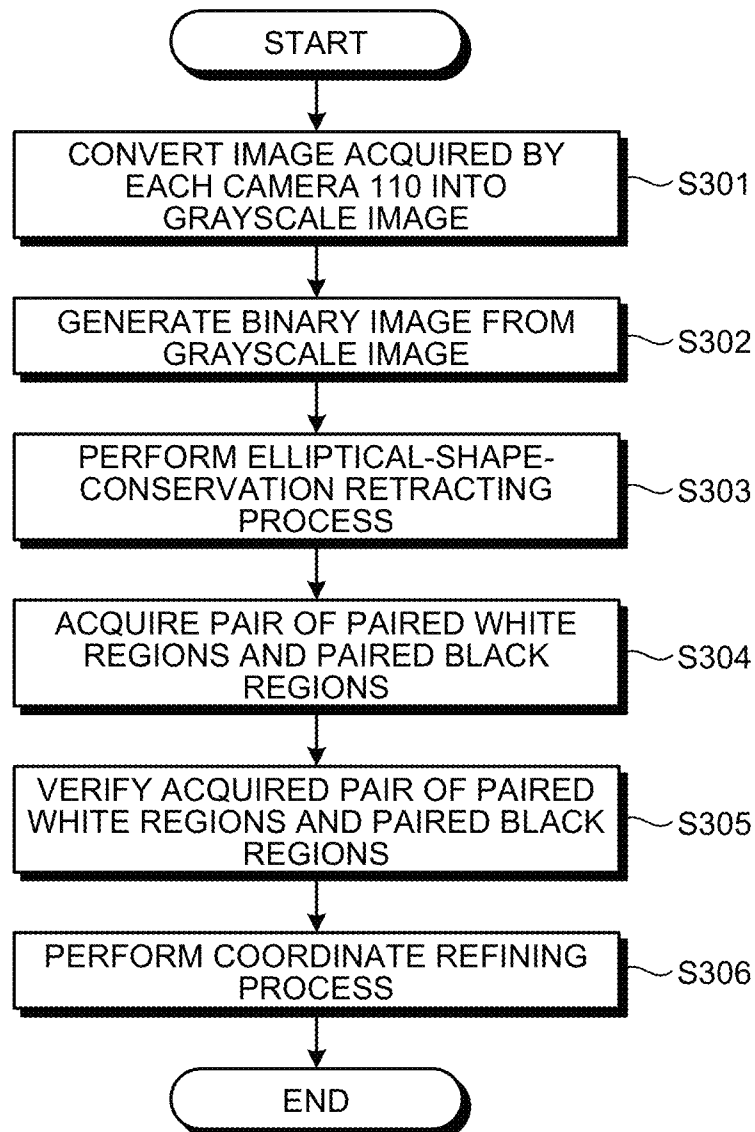 START
CONVERT IMAGE ACQUIRED BY
EACH CAMERA 110 INTO
GRAYSCALE IMAGE
S301
GENERATE BINARY IMAGE FROM
GRAYSCALE IMAGE
S302
PERFORM ELLIPTICAL-SHAPE-
CONSERVATION RETRACTING
PROCESS
S303
ACQUIRE PAIR OF PAIRED WHITE
REGIONS AND PAIRED BLACK
REGIONS
S304
VERIFY ACQUIRED PAIR OF PAIRED
WHITE REGIONS AND PAIRED BLACK
REGIONS
S305
PERFORM COORDINATE REFINING
PROCESS
S306
END